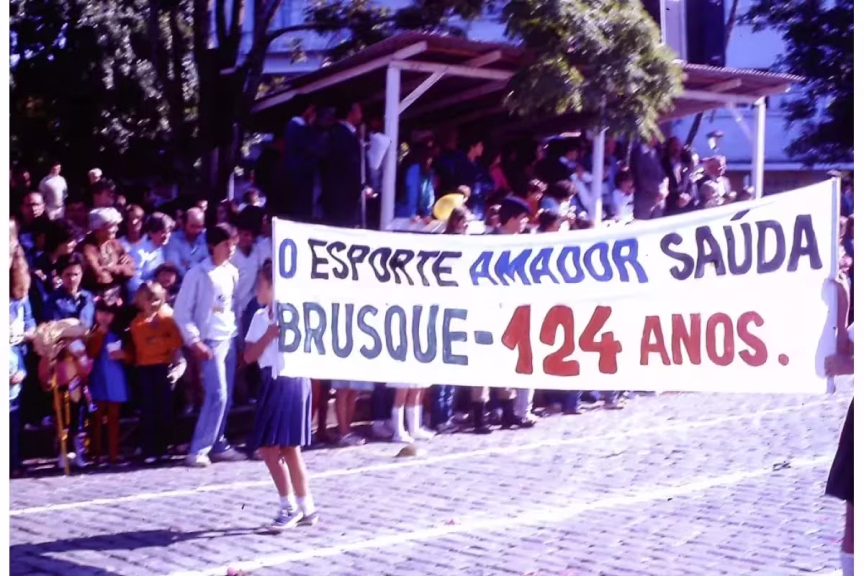 O ESPORTE AMADOR SAÚDA
BRUSQUE-124 ANOS.